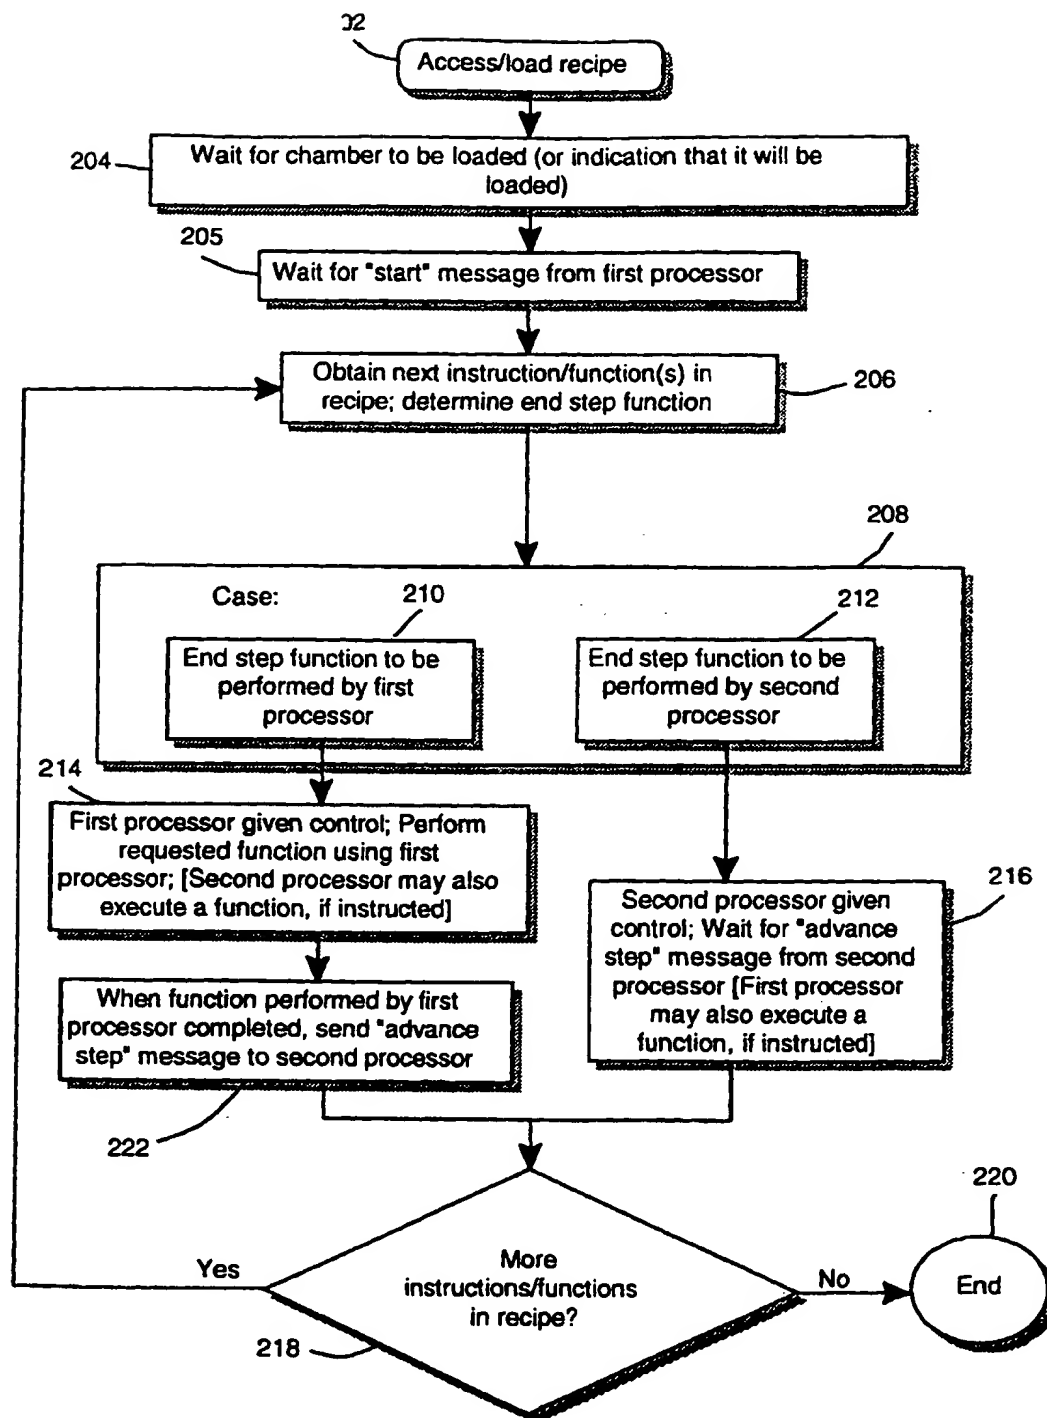 02
Access/load recipe
204
Wait for chamber to be loaded (or indication that it will be
loaded)
205
Wait for "start" message from first processor
Obtain next instruction/function(s) in
recipe; determine end step function
206
208
Case:
210
212
End step function to be
performed by first
processor
End step function to be
performed by second
processor
214
First processor given control; Perform
requested function using first
processor; [Second processor may also
execute a function, if instructed]
216
Second processor given
control; Wait for "advance
step" message from second
processor [First processor
may also execute a
function, if instructed]
When function performed by first
processor completed, send "advance
step" message to second processor
222
220
Yes
More
instructions/functions
in recipe?
No
End
218